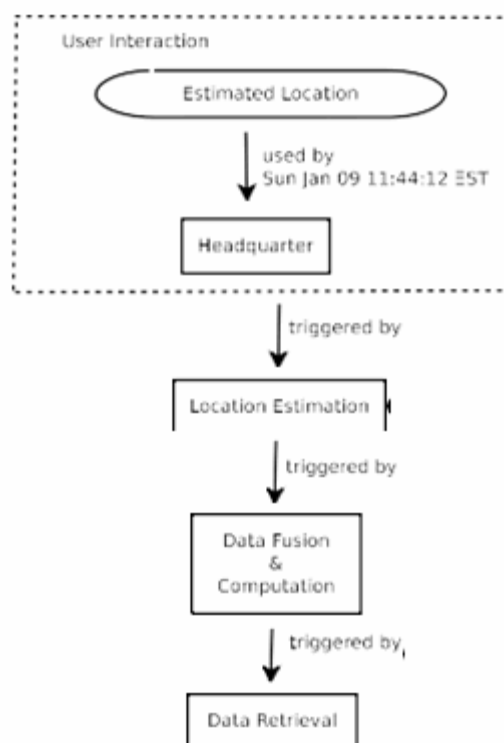 User Interaction
Estimated Location
used by
Sun Jan 09 11:44:12 EST
Headquarter
triggered by
Location Estimation
triggered by
Data Fusion
&
Computation
triggered by
Data Retrieval